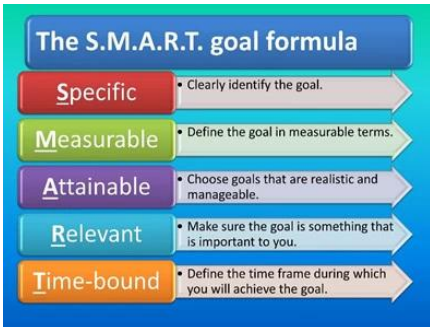 The S.M.A.R.T. goal formula
Specific
• Clearly identify the goal.
Measurable
• Define the goal in measurable terms.
Attainable
• Choose goals that are realistic and
manageable.
Relevant
• Make sure the goal is something that
is important to you.
Time-bound
• Define the time frame during which
you will achieve the goal.